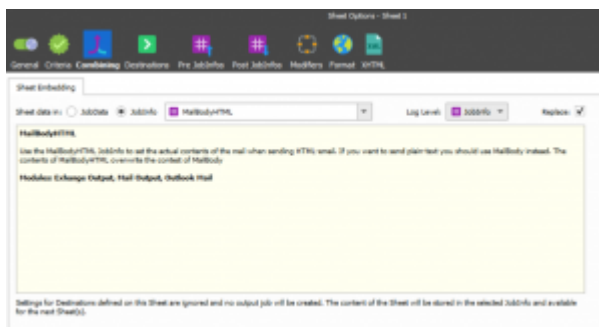 Sheet Options - Sheet 1
General Criteria Combining Destinations Pre JobInfos Post JobInfos Modifiers Format XHTML
Sheet Embedding
Sheet data in: JobData JobInfo MailBodyHTML Log Level: JobInfo Replace:
MailBodyHTML
Use the MailBodyHTML JobInfo to set the actual contents of the mail when sending HTML email. If you want to send plain-text you should use MailBody instead. The
contents of MailBodyHTML overwrite the content of MailBody
Modules: Exchange Output, Mail Output, Outlook Mail
Settings for Destinations defined on this Sheet are ignored and no output job will be created. The content of the Sheet will be stored in the selected JobInfo and available
for the next Sheet(s).